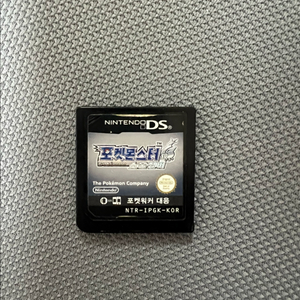 NINTENDO DS
포켓몬스터
The Pokémon Company
Nintendo
포켓워커 대응
NTR-IPGK-KOR